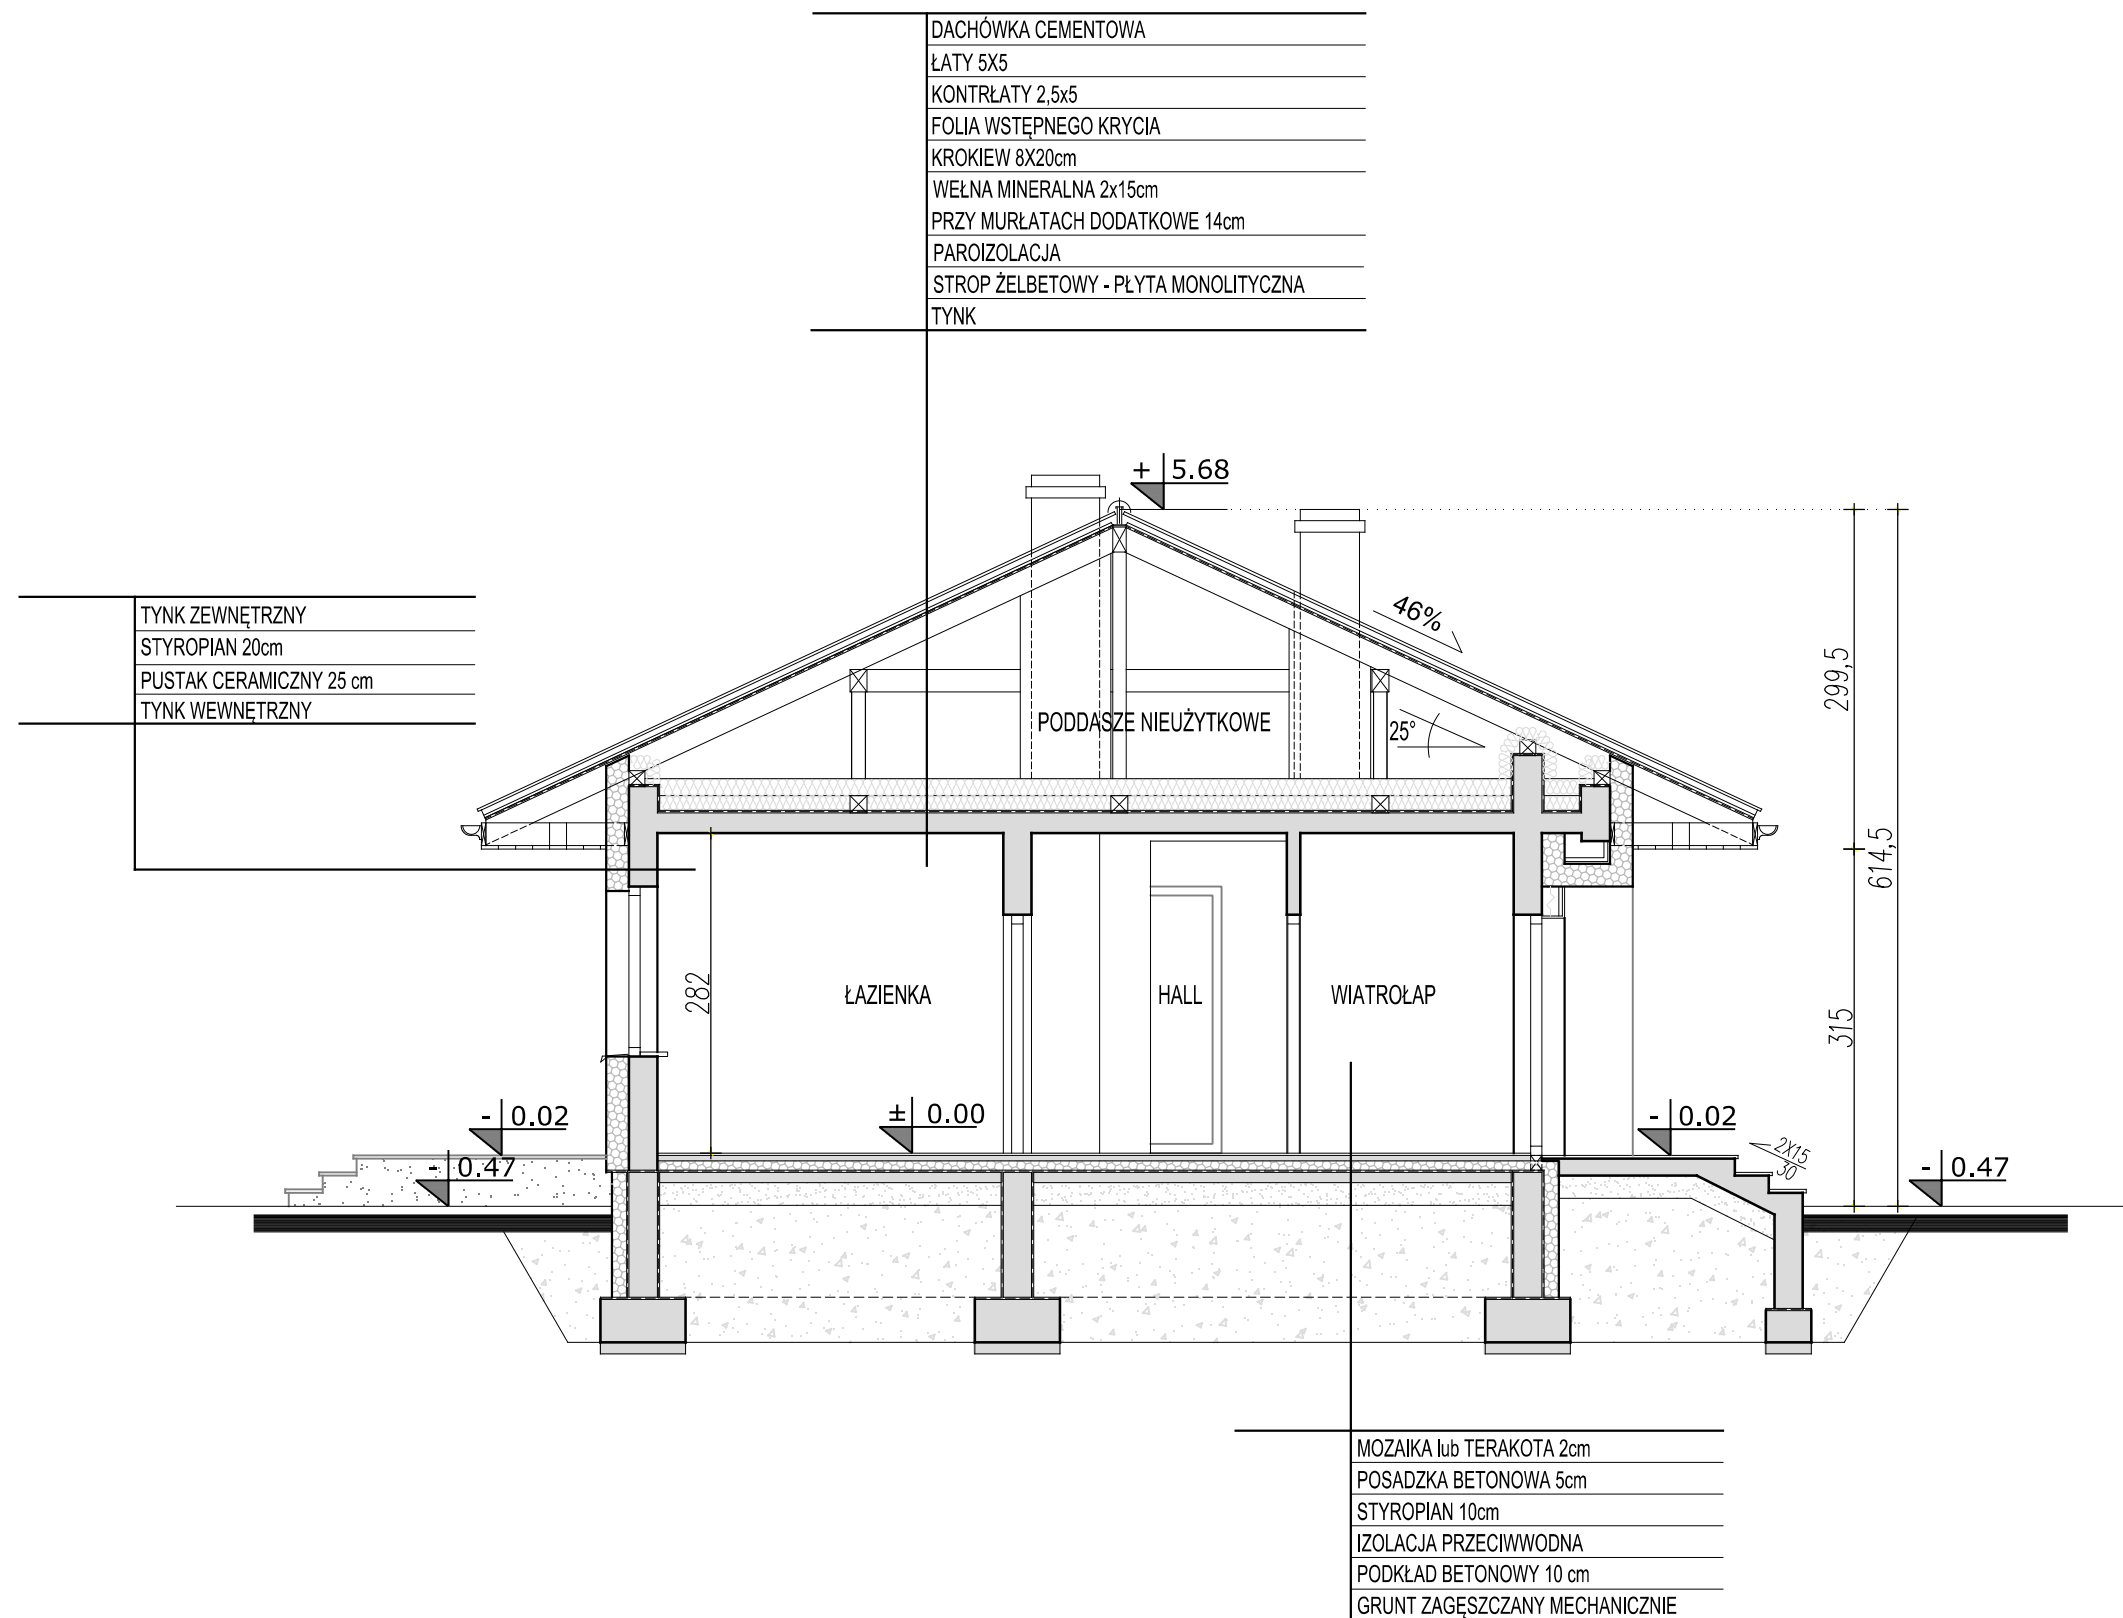 DACHÓWKA CEMENTOWA
ŁATY 5X5
KONTRŁATY 2,5x5
FOLIA WSTĘPNEGO KRYCIA
KROKIEW 8X20cm
WEŁNA MINERALNA 2x15cm
PRZY MURŁATACH DODATKOWE 14cm
PAROIZOLACJA
STROP ŻELBETOWY - PŁYTA MONOLITYCZNA
TYNK
+ 5.68
TYNK ZEWNĘTRZNY
STYROPIAN 20cm
PUSTAK CERAMICZNY 25 cm
TYNK WEWNĘTRZNY
46%
299,5
PODDASZE NIEUŻYTKOWE
25°
614,5
282
ŁAZIENKA
HALL
WIATROŁAP
315
- 0.02
± 0.00
- 0.02
2X15
30
- 0.47
- 0.47
MOZAIKA lub TERAKOTA 2cm
POSADZKA BETONOWA 5cm
STYROPIAN 10cm
IZOLACJA PRZECIWWODNA
PODKŁAD BETONOWY 10 cm
GRUNT ZAGĘSZCZANY MECHANICZNIE